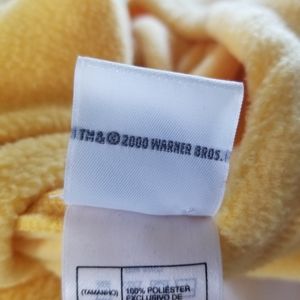 TM & © 2000 WARNER BROS.
(TAMANHO)
100% POLIÉSTER
EXCLUSIVO DE